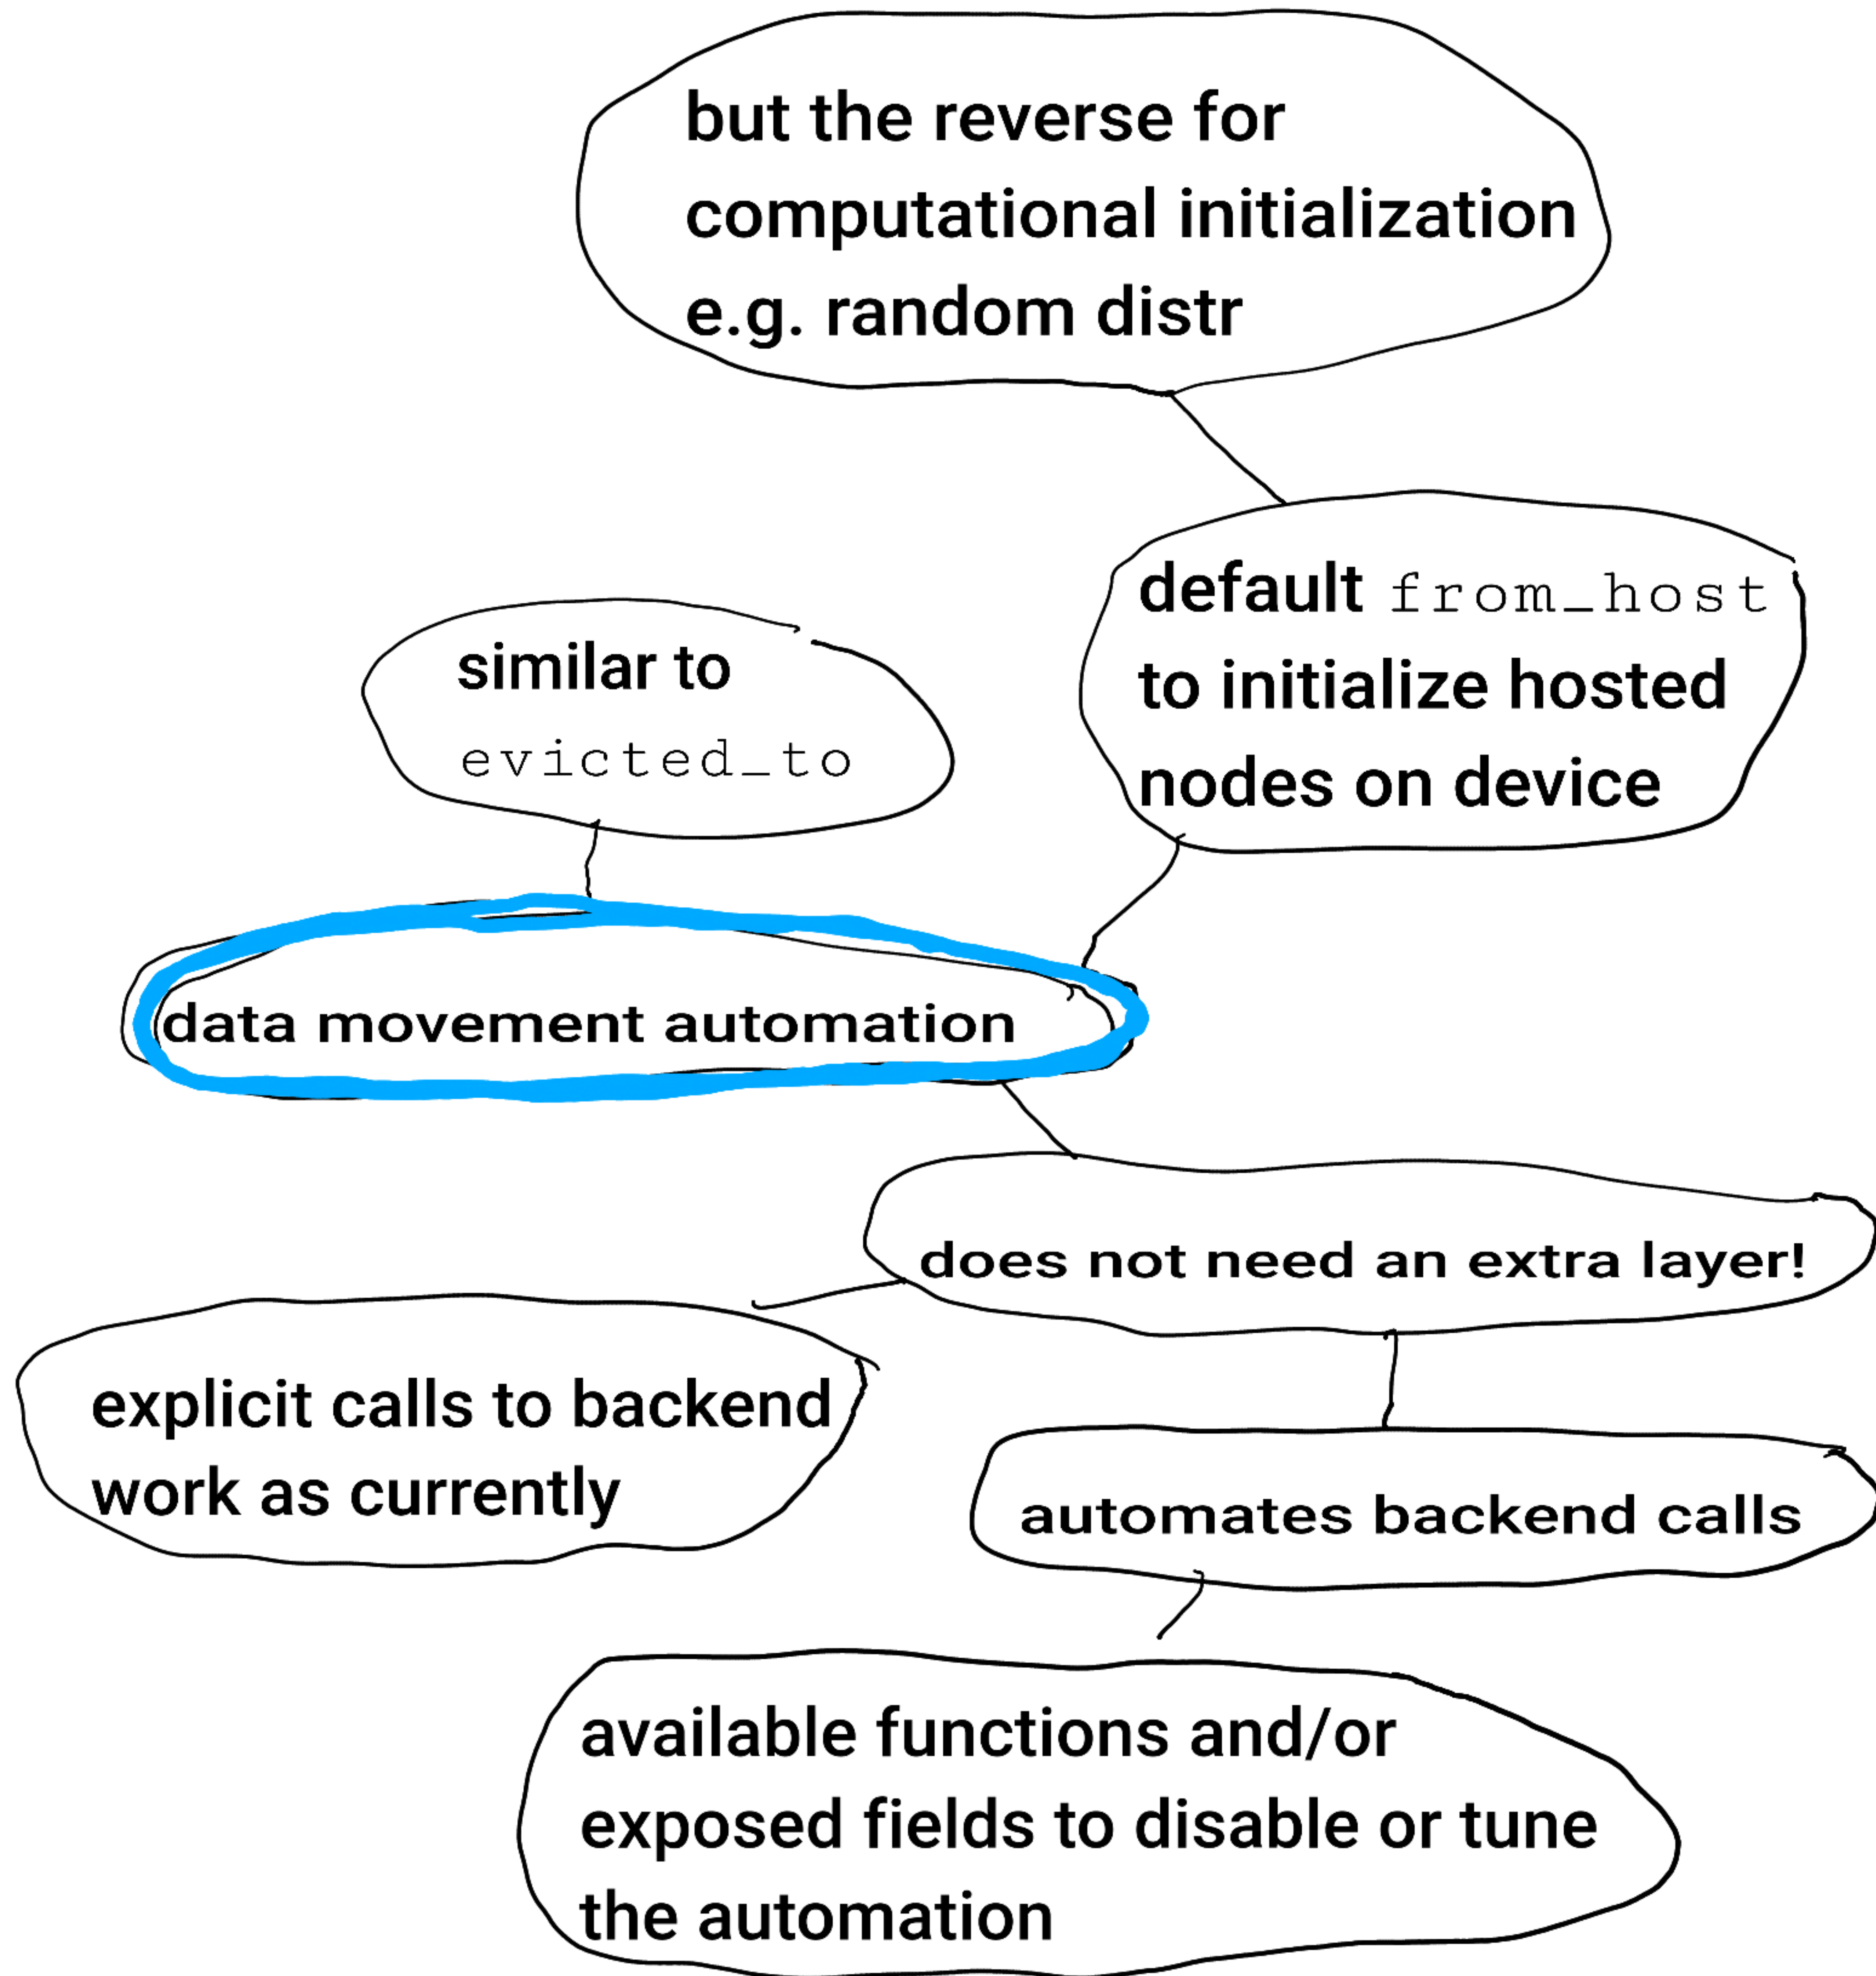 but the reverse for
computational initialization
e.g. random distr
default from_host
to initialize hosted
nodes on device
similar to
evicted_to
data movement automation
does not need an extra layer!
explicit calls to backend
work as currently
automates backend calls
available functions and/or
exposed fields to disable or tune
the automation